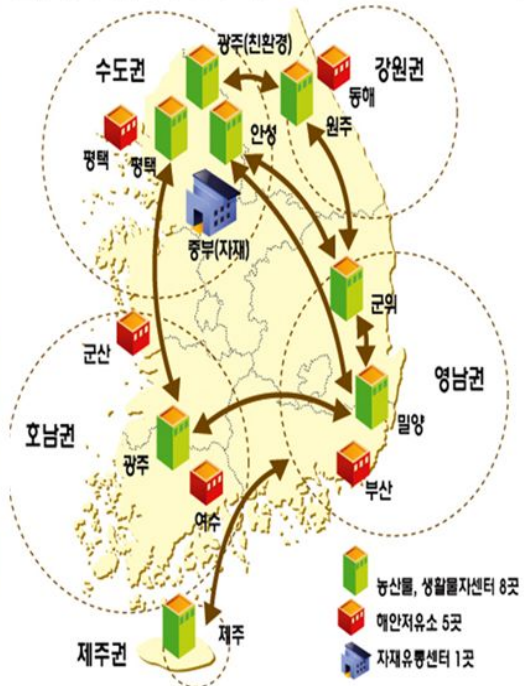 광주(친환경)
수도권
강원권
동해
안성
원주
평택
평택
중부(자재)
군위
군산
영남권
호남권
밀양
광주
부산
여수
농산물, 생활물자센터 8곳
해안저유소 5곳
제주
제주권
자재유통센터 1곳